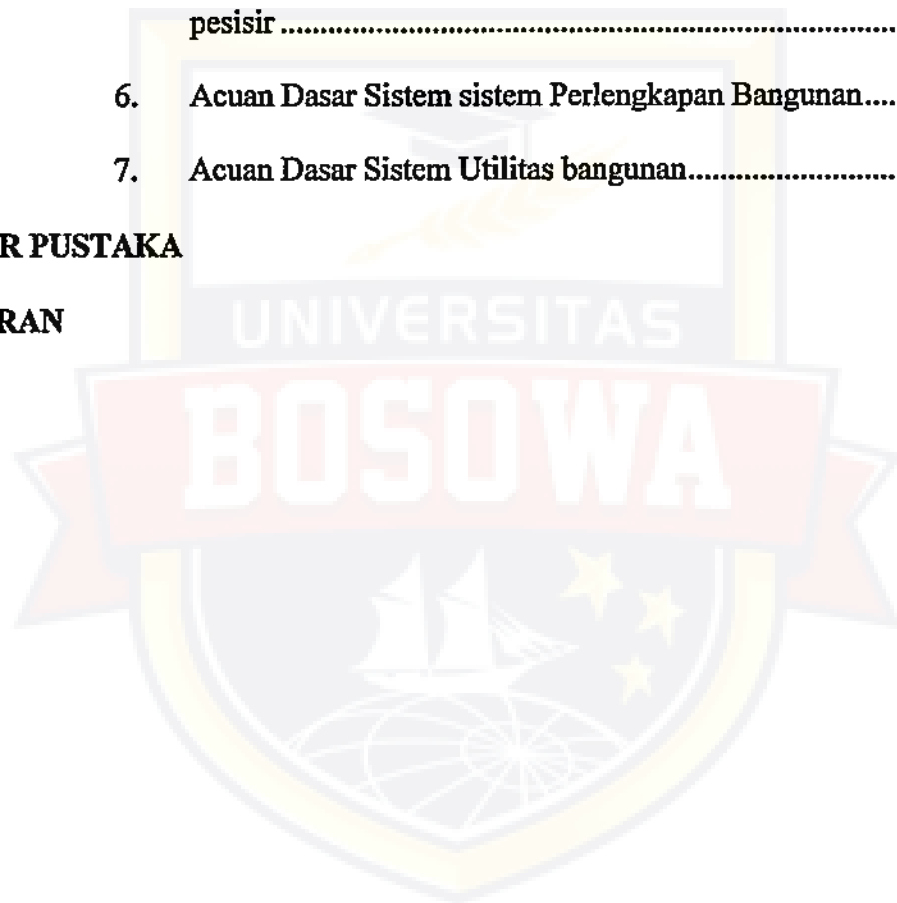 pesisir ..........................................................................
6. Acuan Dasar Sistem sistem Perlengkapan Bangunan....
7. Acuan Dasar Sistem Utilitas bangunan..........................
R PUSTAKA
RAN
UNIVERSITAS
BOSOWA